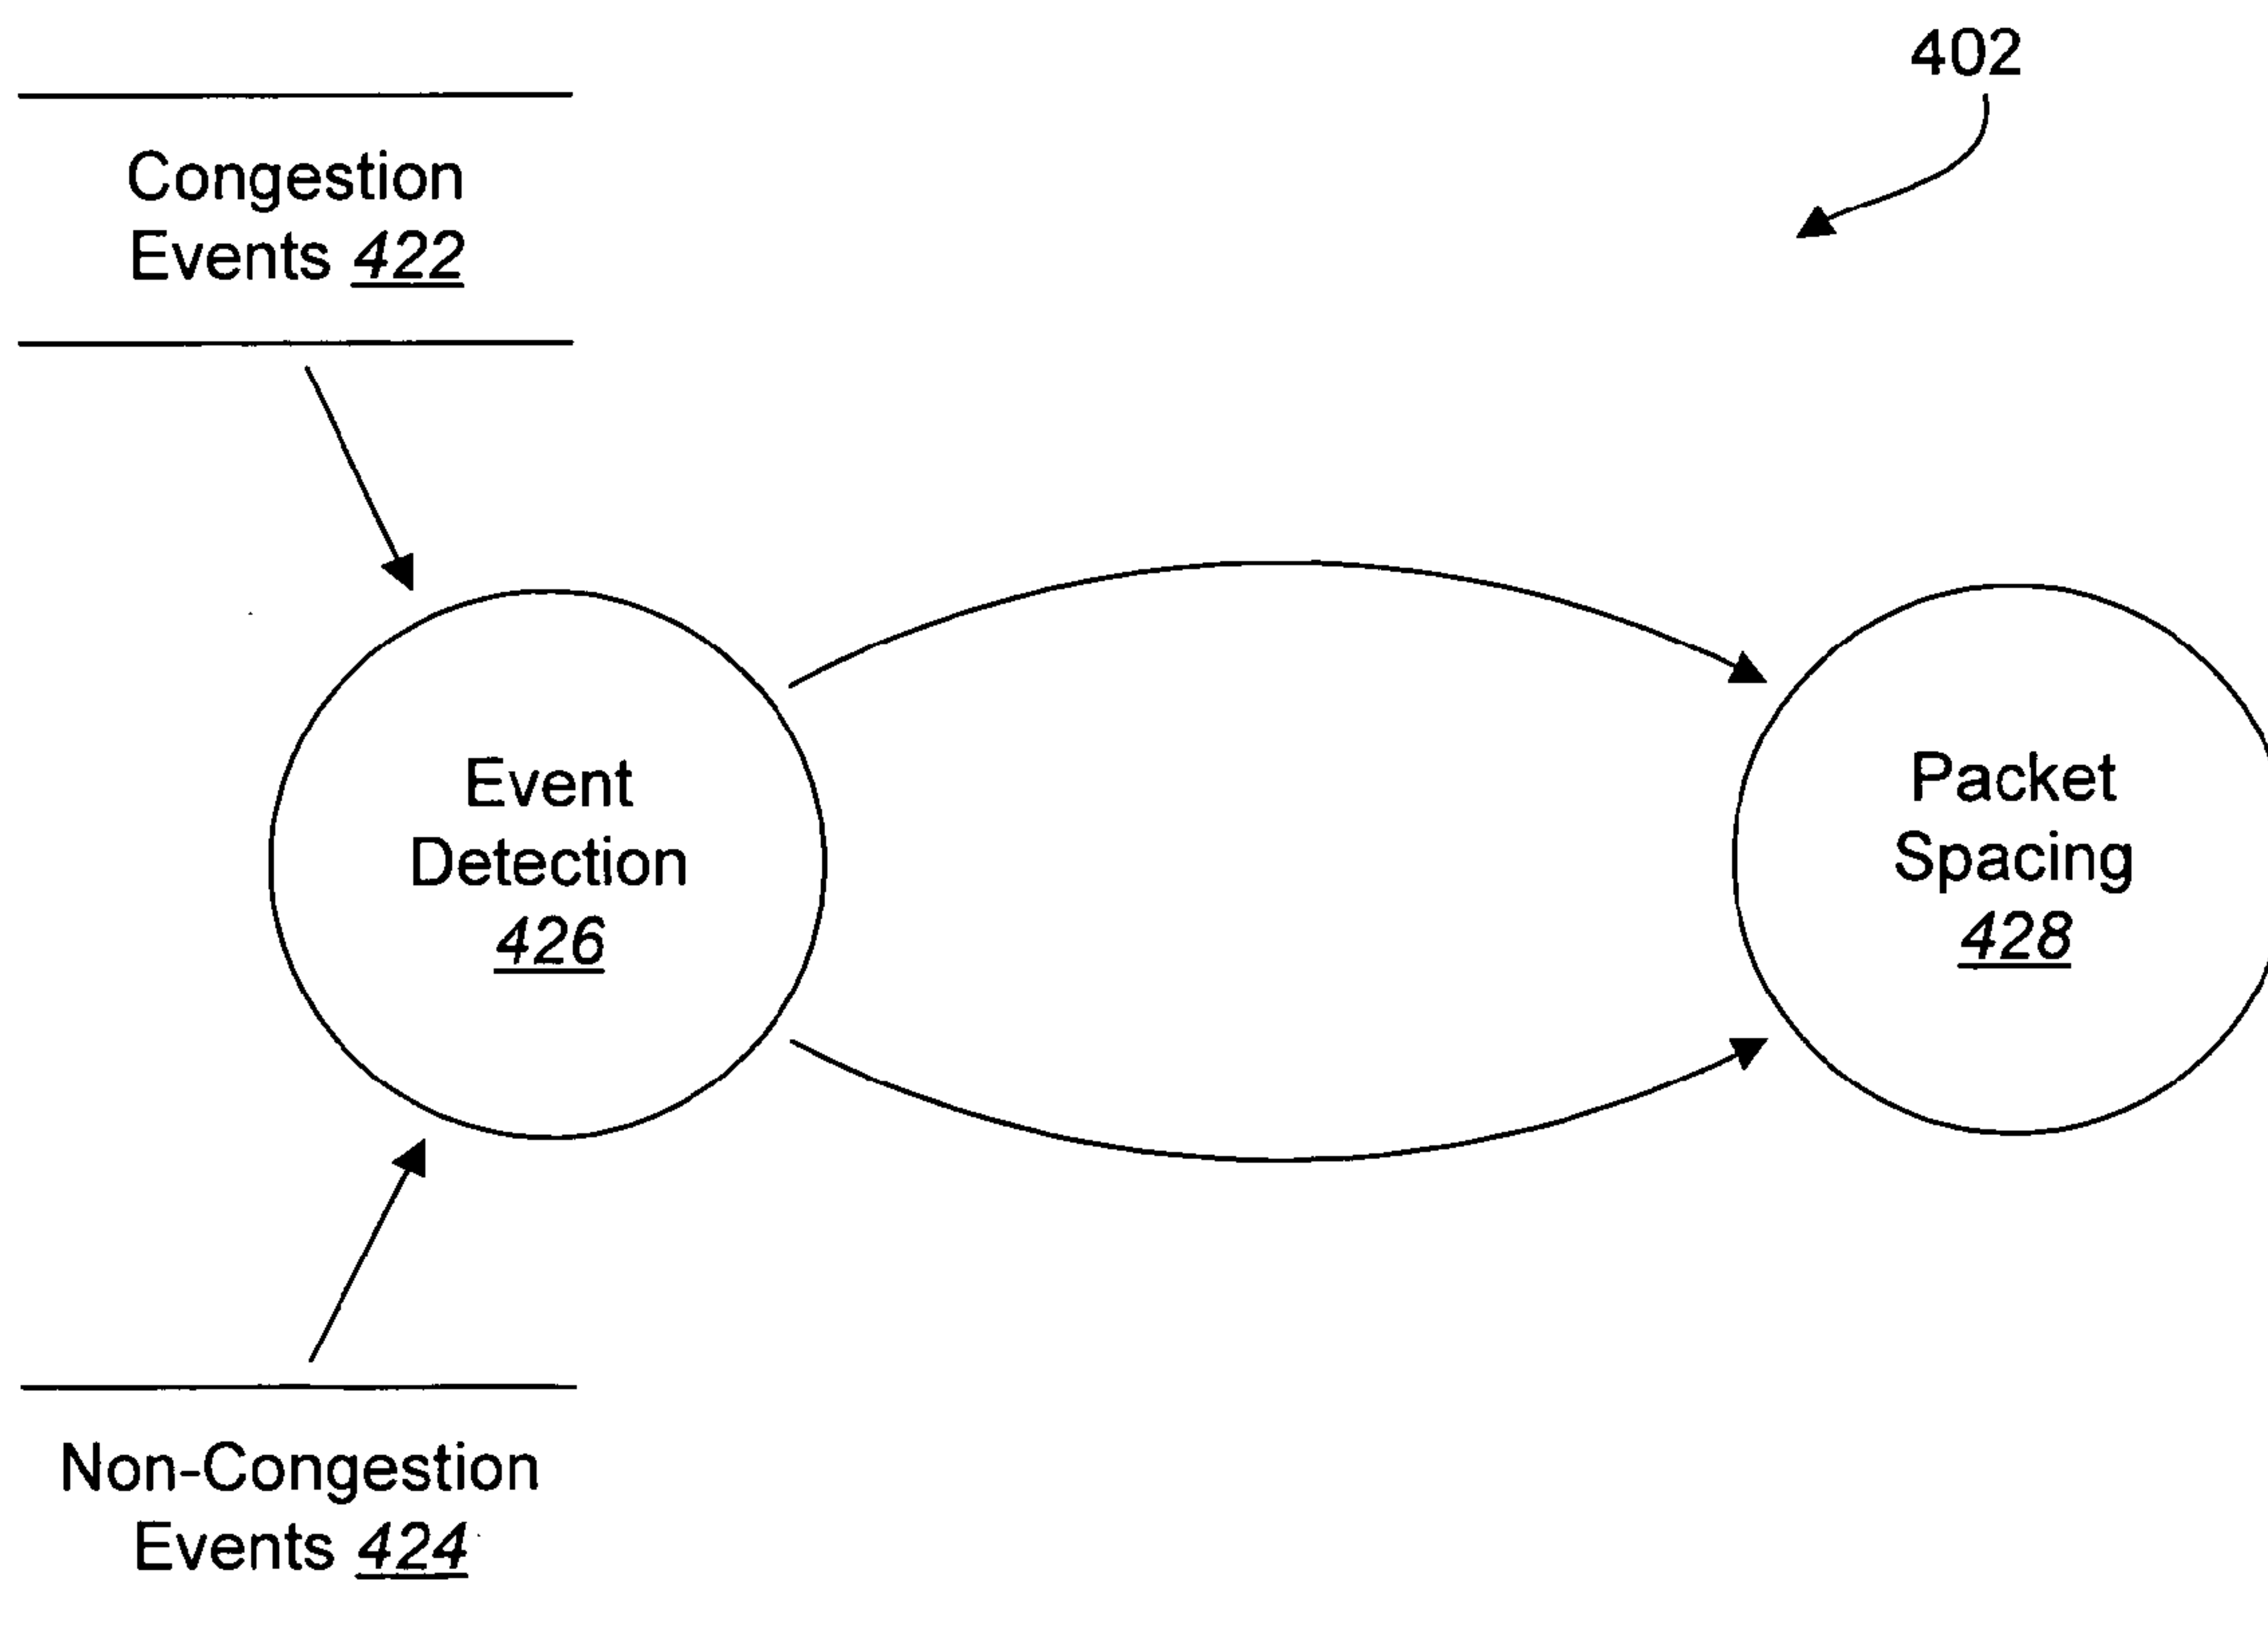 402
Congestion
Events 422
Event
Detection
426
Packet
Spacing
428
Non-Congestion
Events 424